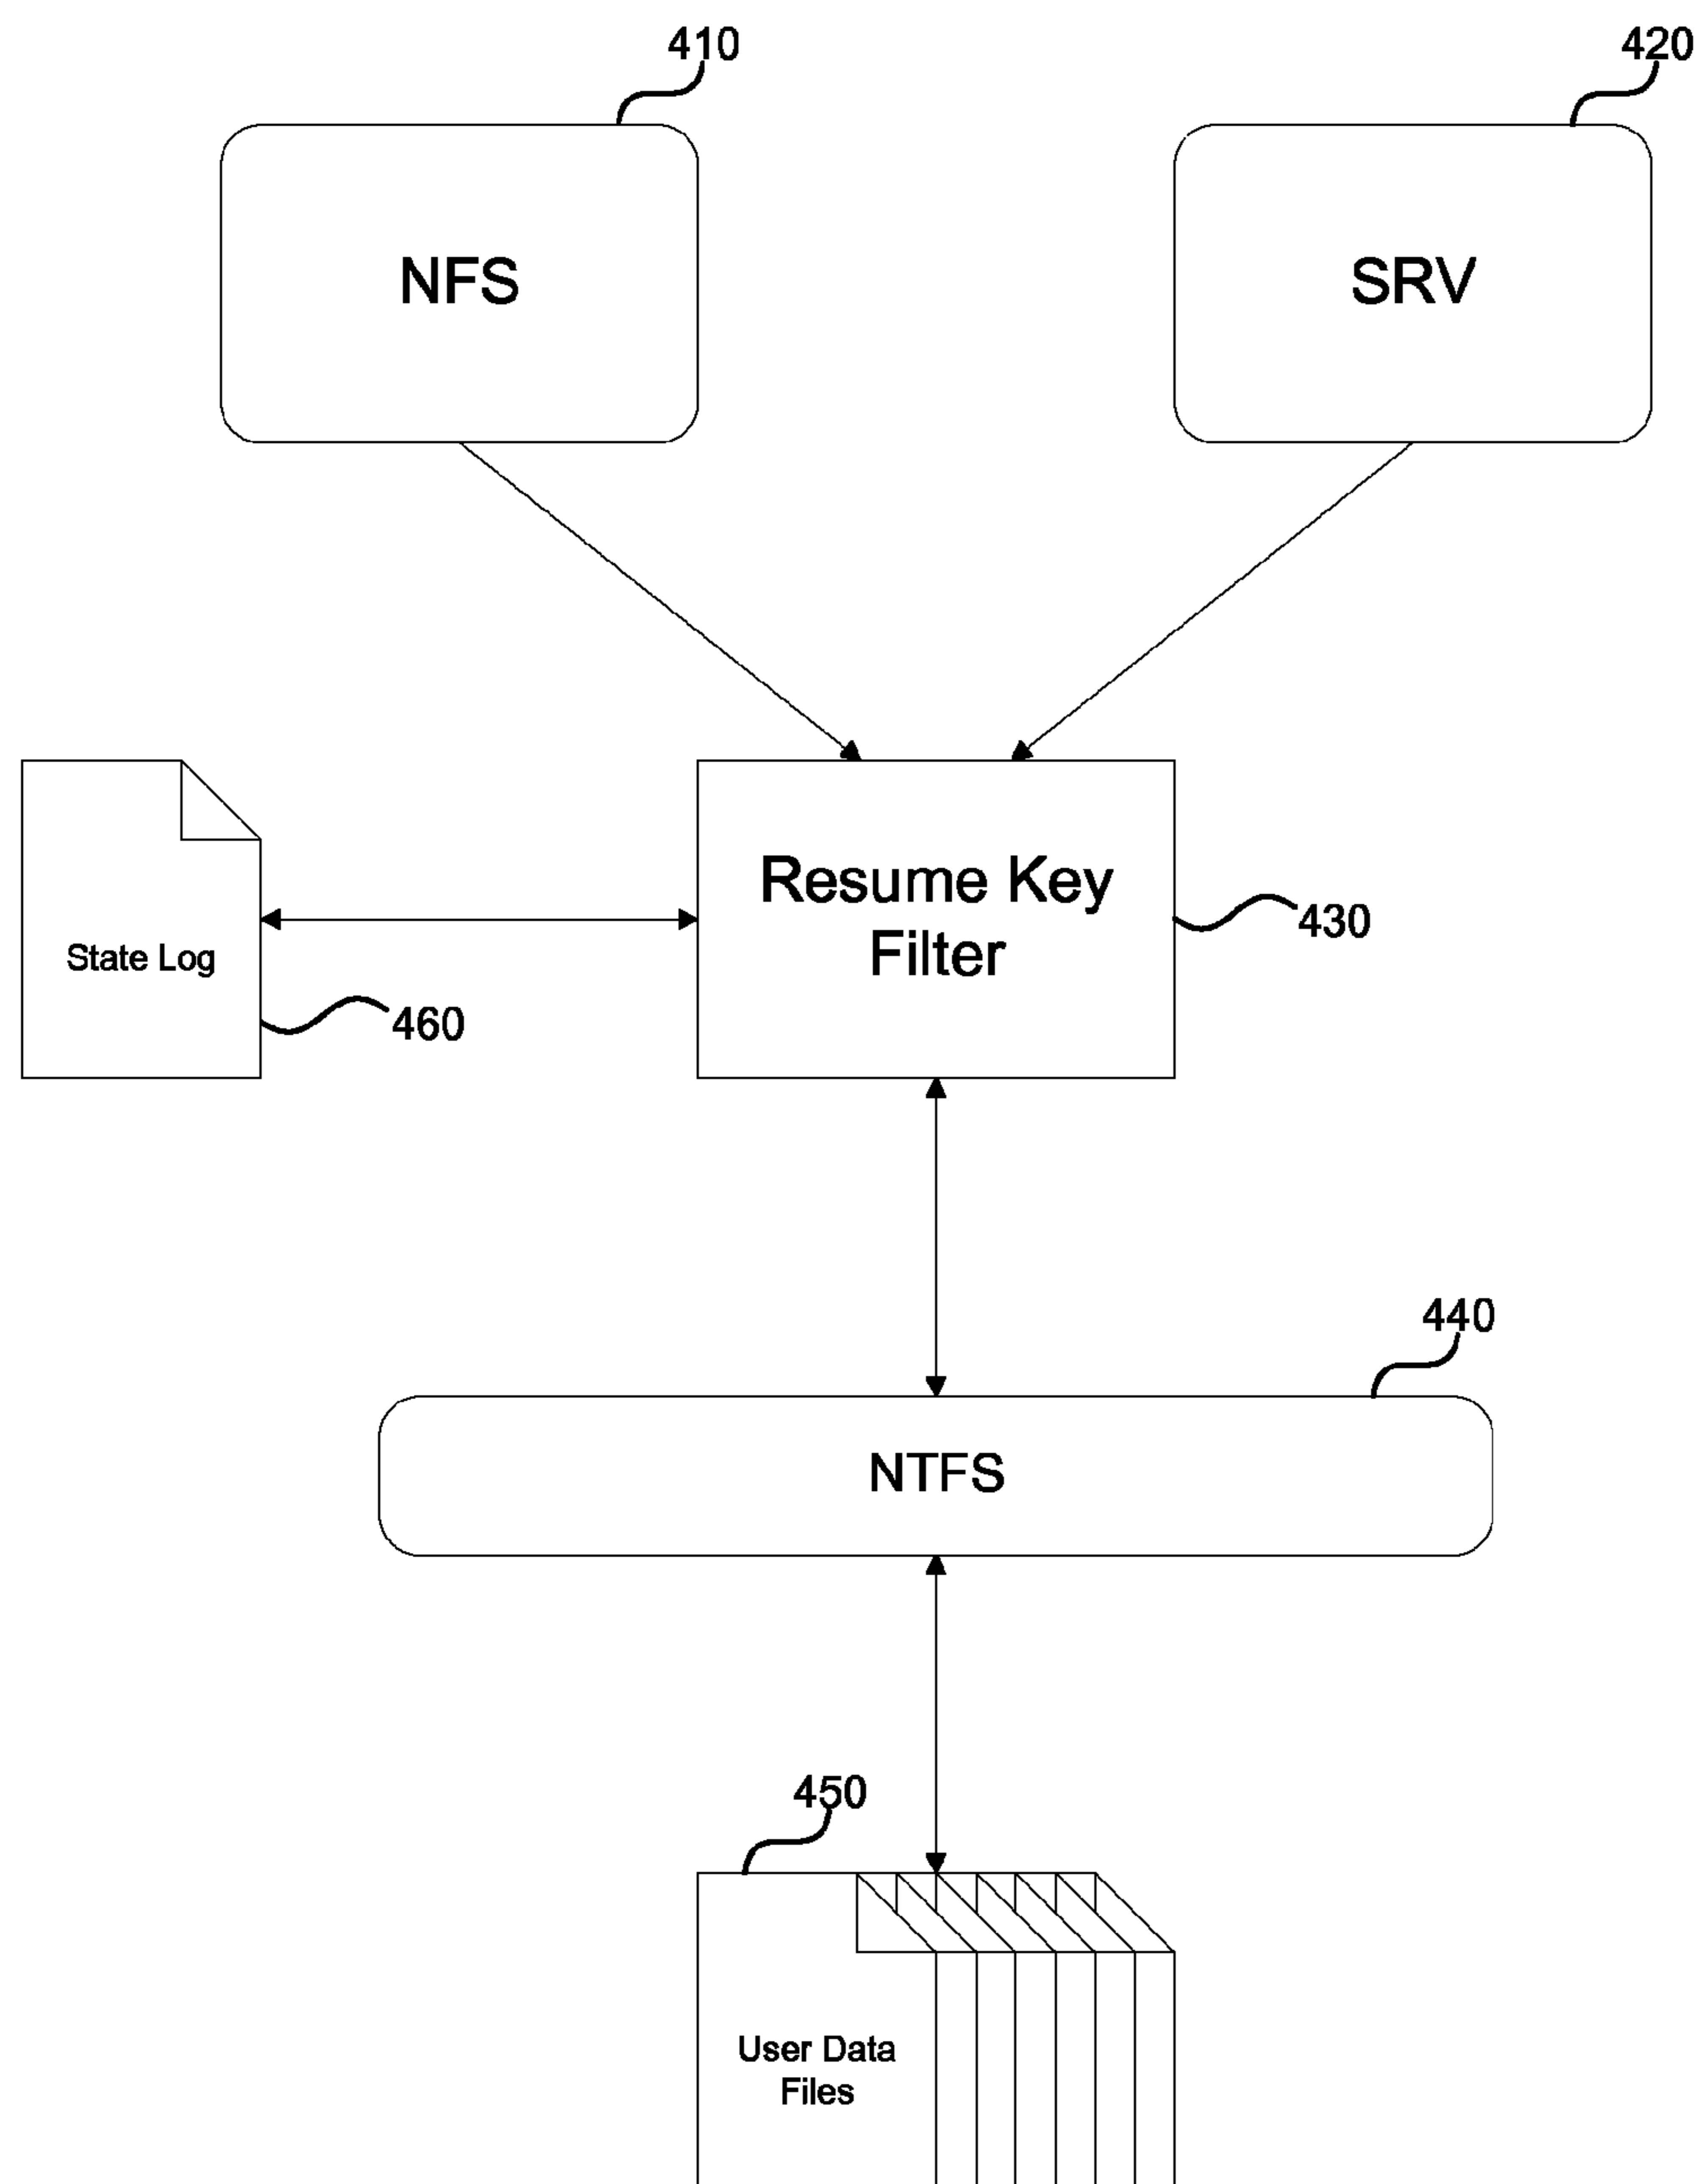 410
420
NFS
SRV
Resume Key
Filter
430
State Log
460
440
NTFS
450
User Data
Files